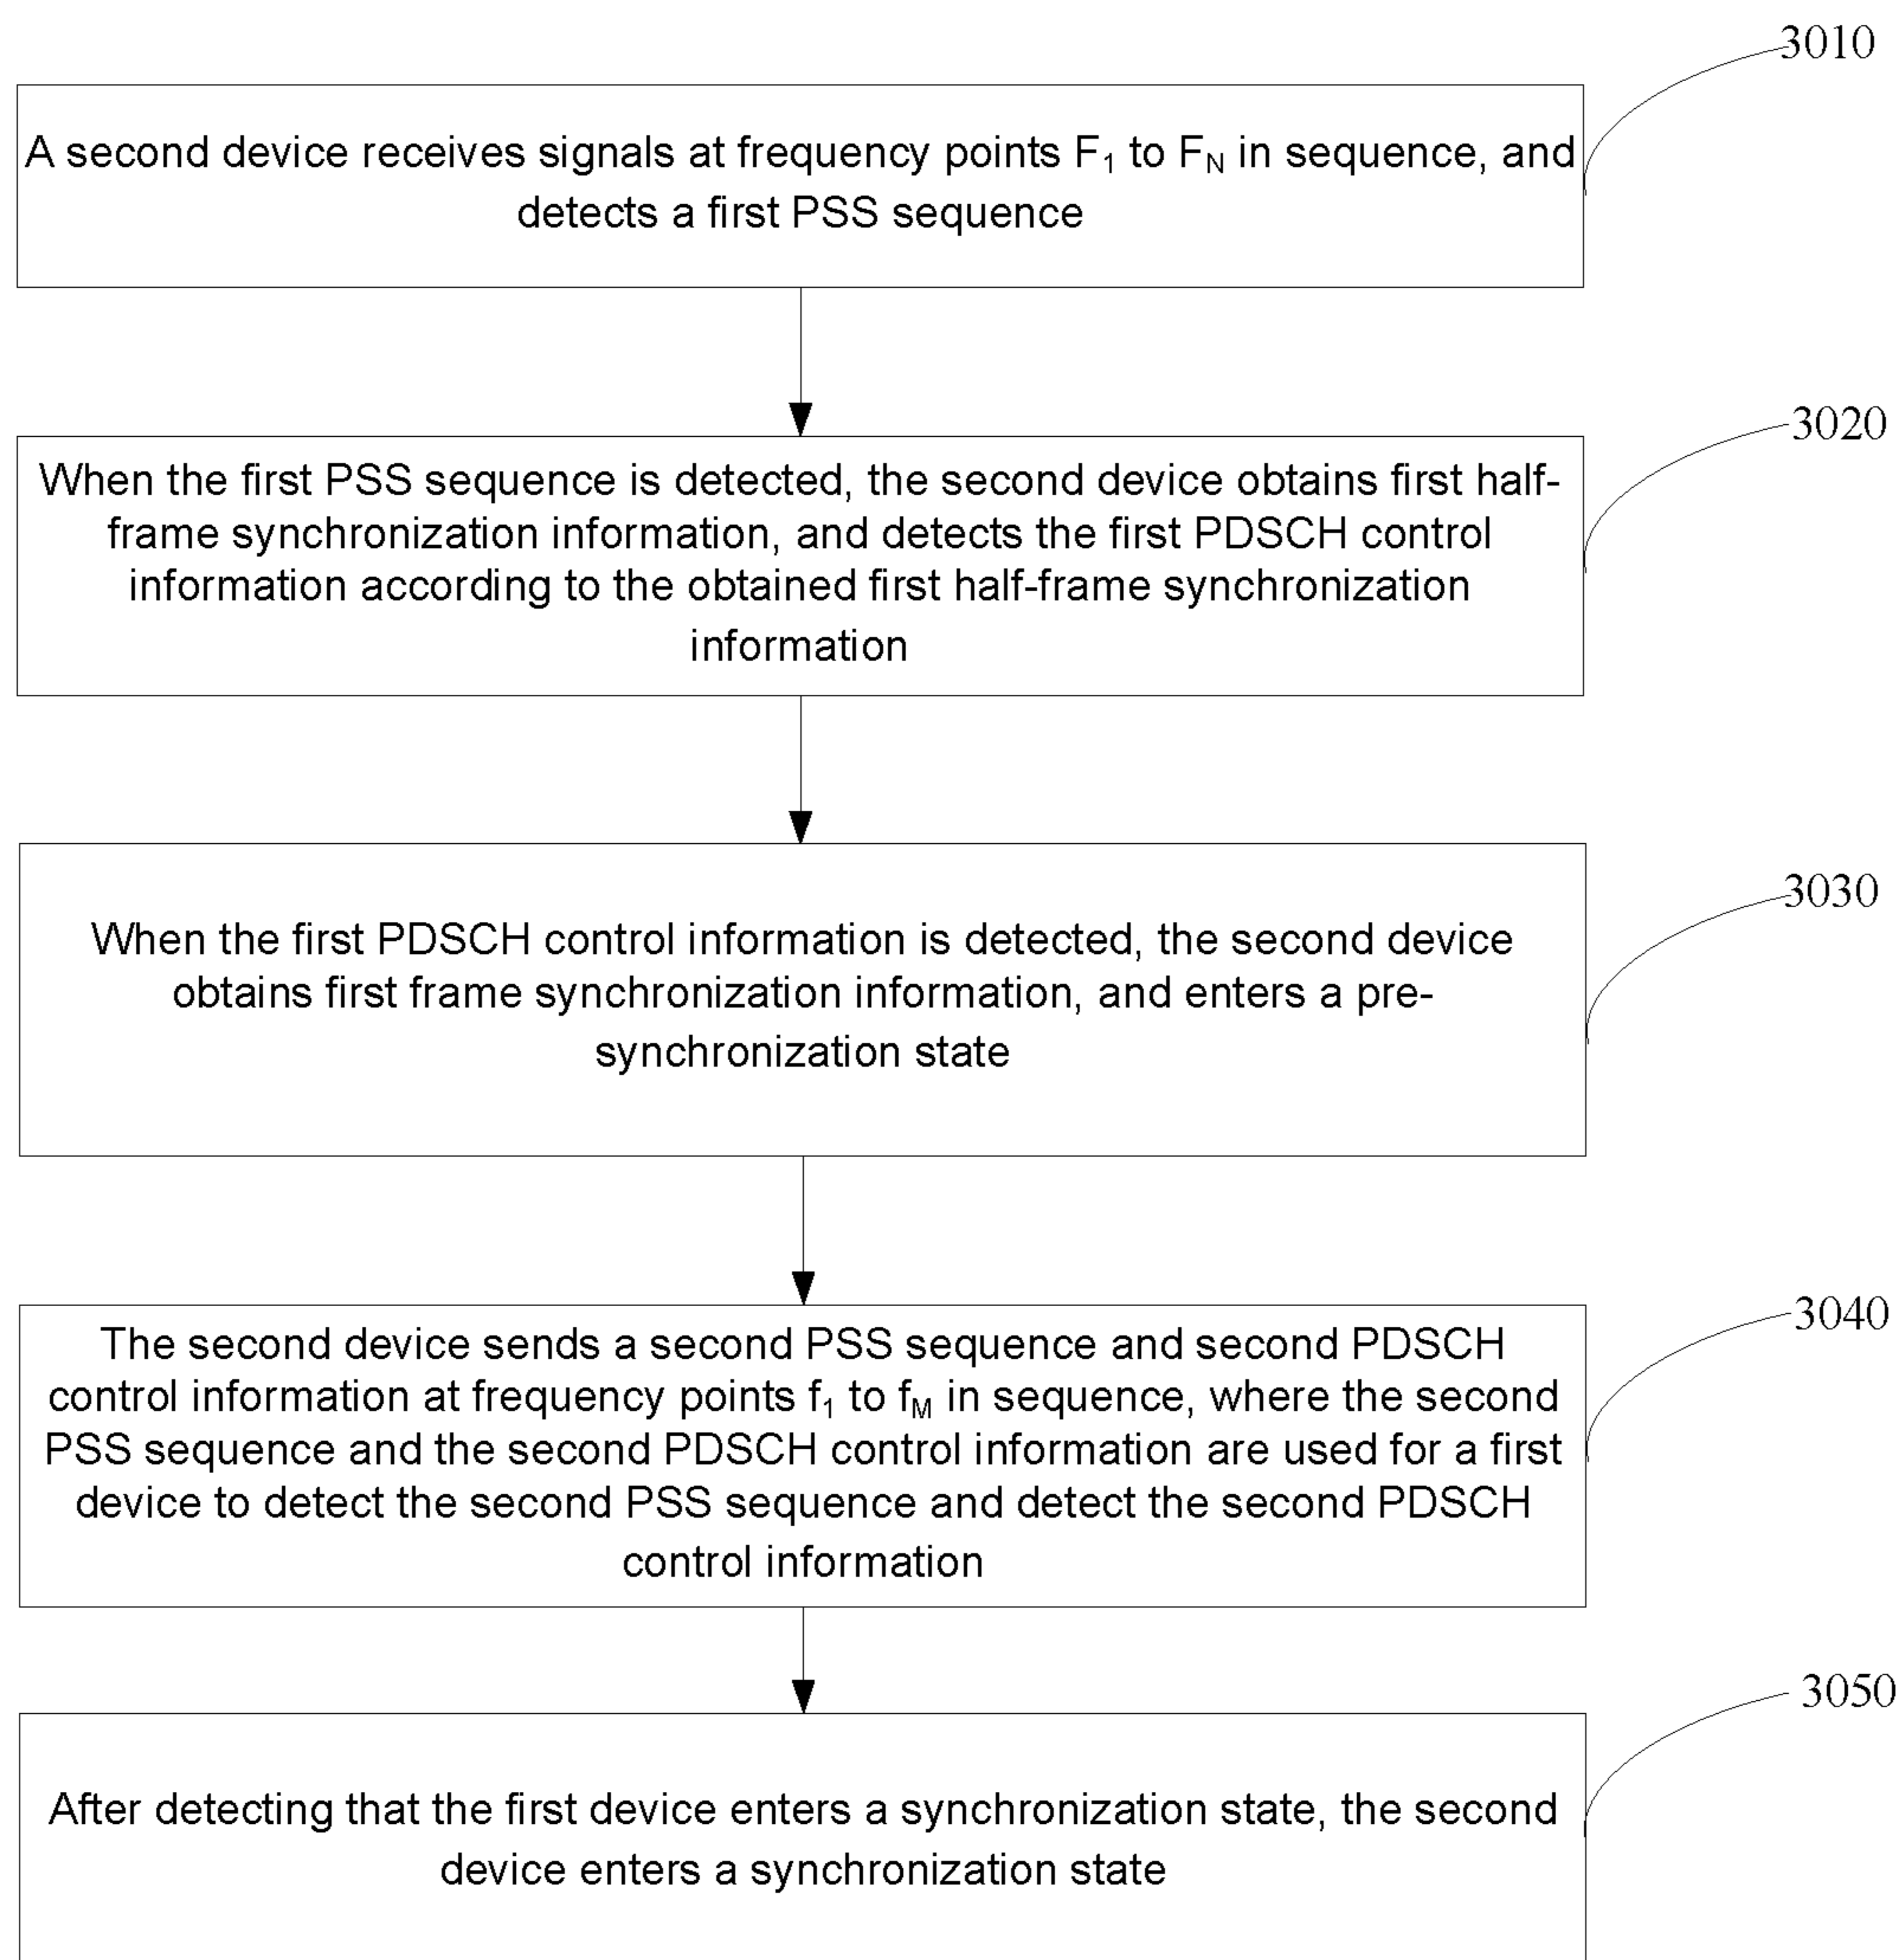 3010
A second device receives signals at frequency points F₁ to F_N in sequence, and
detects a first PSS sequence
3020
When the first PSS sequence is detected, the second device obtains first half-
frame synchronization information, and detects the first PDSCH control
information according to the obtained first half-frame synchronization
information
3030
When the first PDSCH control information is detected, the second device
obtains first frame synchronization information, and enters a pre-
synchronization state
3040
The second device sends a second PSS sequence and second PDSCH
control information at frequency points f₁ to f_M in sequence, where the second
PSS sequence and the second PDSCH control information are used for a first
device to detect the second PSS sequence and detect the second PDSCH
control information
3050
After detecting that the first device enters a synchronization state, the second
device enters a synchronization state